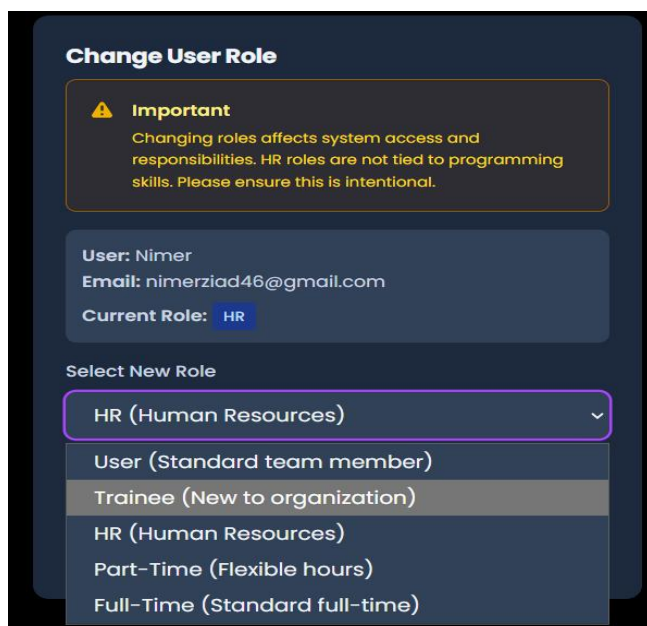 Change User Role
Important
Changing roles affects system access and
responsibilities. HR roles are not tied to programming
skills. Please ensure this is intentional.
User: Nimer
Email: nimerziad46@gmail.com
Current Role: HR
Select New Role
HR (Human Resources)
User (Standard team member)
Trainee (New to organization)
HR (Human Resources)
Part-Time (Flexible hours)
Full-Time (Standard full-time)